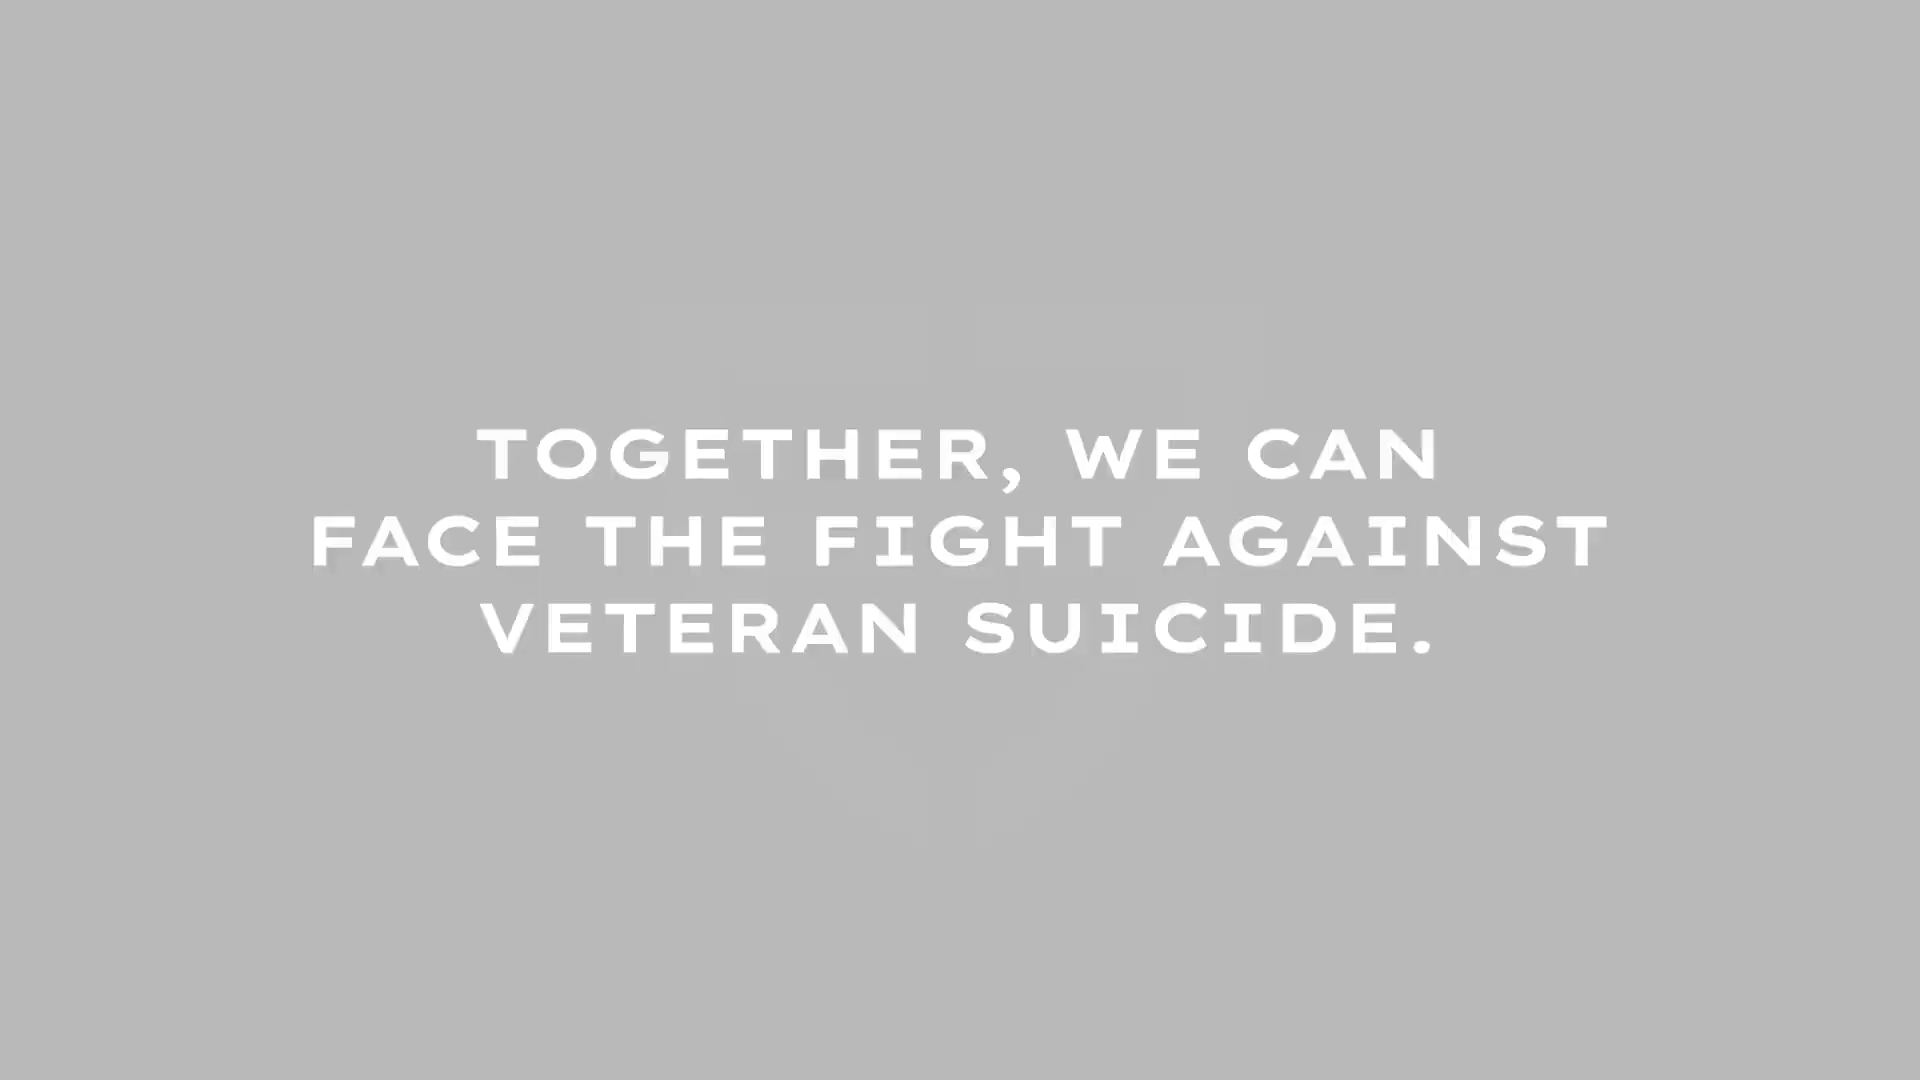 TOGETHER, WE CAN
FACE THE FIGHT AGAINST
VETERAN SUICIDE.